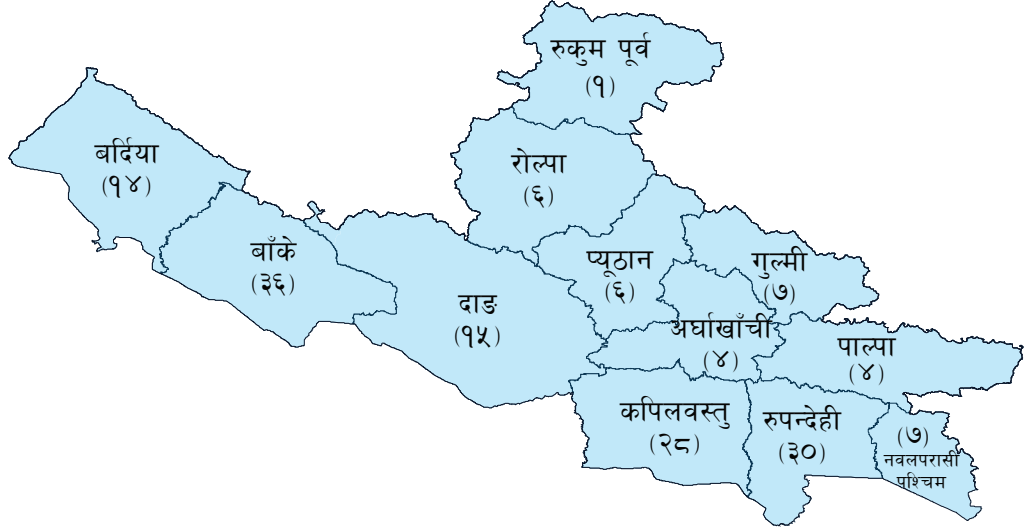 रुकुम पूर्व
(१)
बर्दिया
(१४)
रोल्पा
(६)
बाँके
(३६)
प्यूठान
(६)
गुल्मी
(७)
दाङ
(१५)
अर्घाखाँची
(४)
पाल्पा
(४)
कपिलवस्तु
(२८)
रुपन्देही
(३०)
(७)
नवलपरासी
पश्चिम